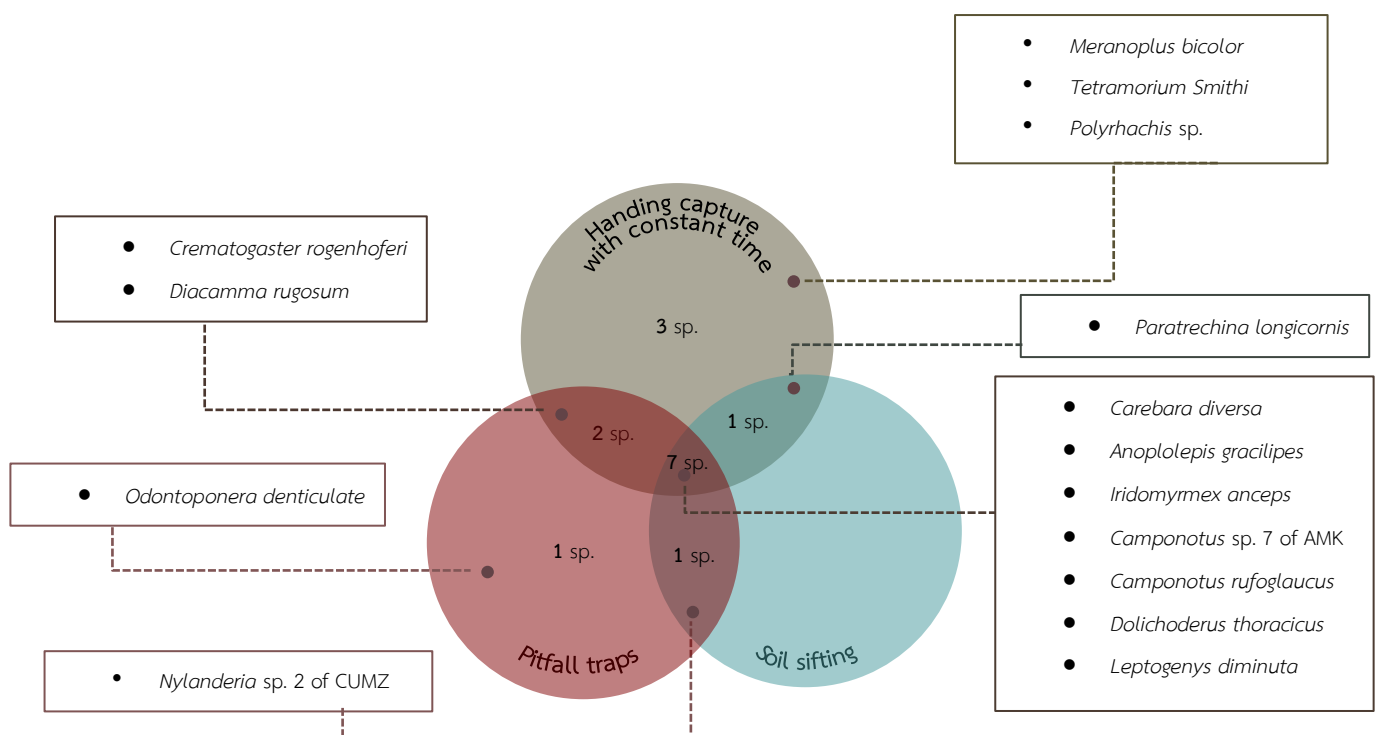 • Meranoplus bicolor
• Tetramorium Smithi
• Polyrhachis sp.
Handing capture
with constant time
• Crematogaster rogenhoferi
• Diacamma rugosum
3 sp.
• Paratrechina longicornis
• Carebara diversa
• Anoplolepis gracilipes
• Iridomyrmex anceps
• Camponotus sp. 7 of AMK
• Camponotus rufoglaucus
• Dolichoderus thoracicus
• Leptogenys diminuta
1 sp.
2 sp.
7 sp.
• Odontoponera denticulate
1 sp.
1 sp.
Pitfall traps
Soil sifting
• Nylanderia sp. 2 of CUMZ